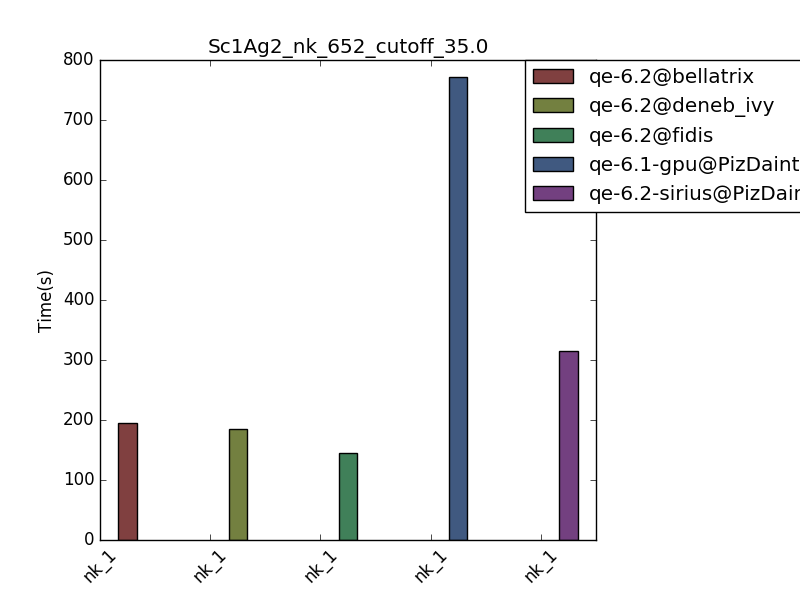 Sc1Ag2_nk_652_cutoff_35.0
800
700
600
500
400
300
200
100
0
Time(s)
nk_1
nk_1
nk_1
nk_1
nk_1
qe-6.2@bellatrix
qe-6.2@deneb_ivy
qe-6.2@fidis
qe-6.1-gpu@PizDaint
qe-6.2-sirius@PizDain